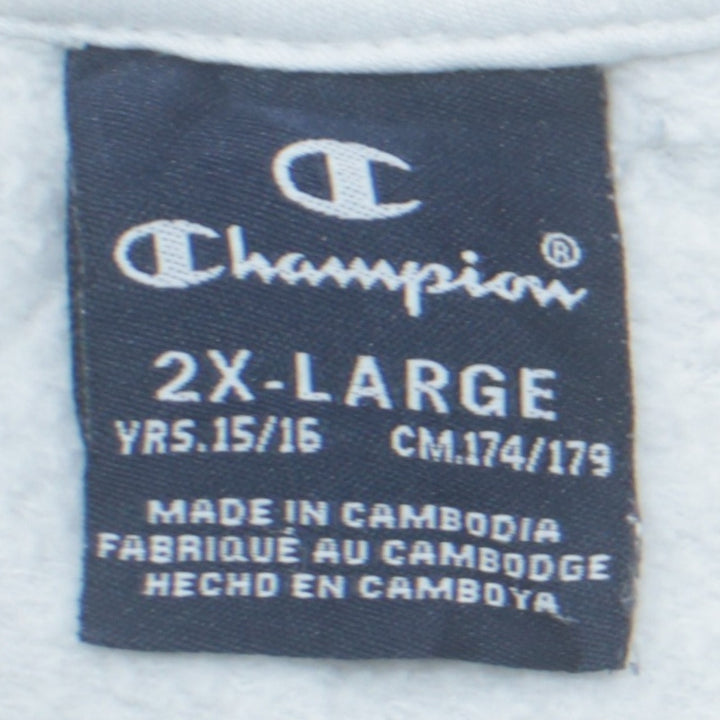 Champion®
2X-LARGE
YRS.15/16 CM.174/179
MADE IN CAMBODIA
FABRIQUÉ AU CAMBODGE
HECHO EN CAMBOYA